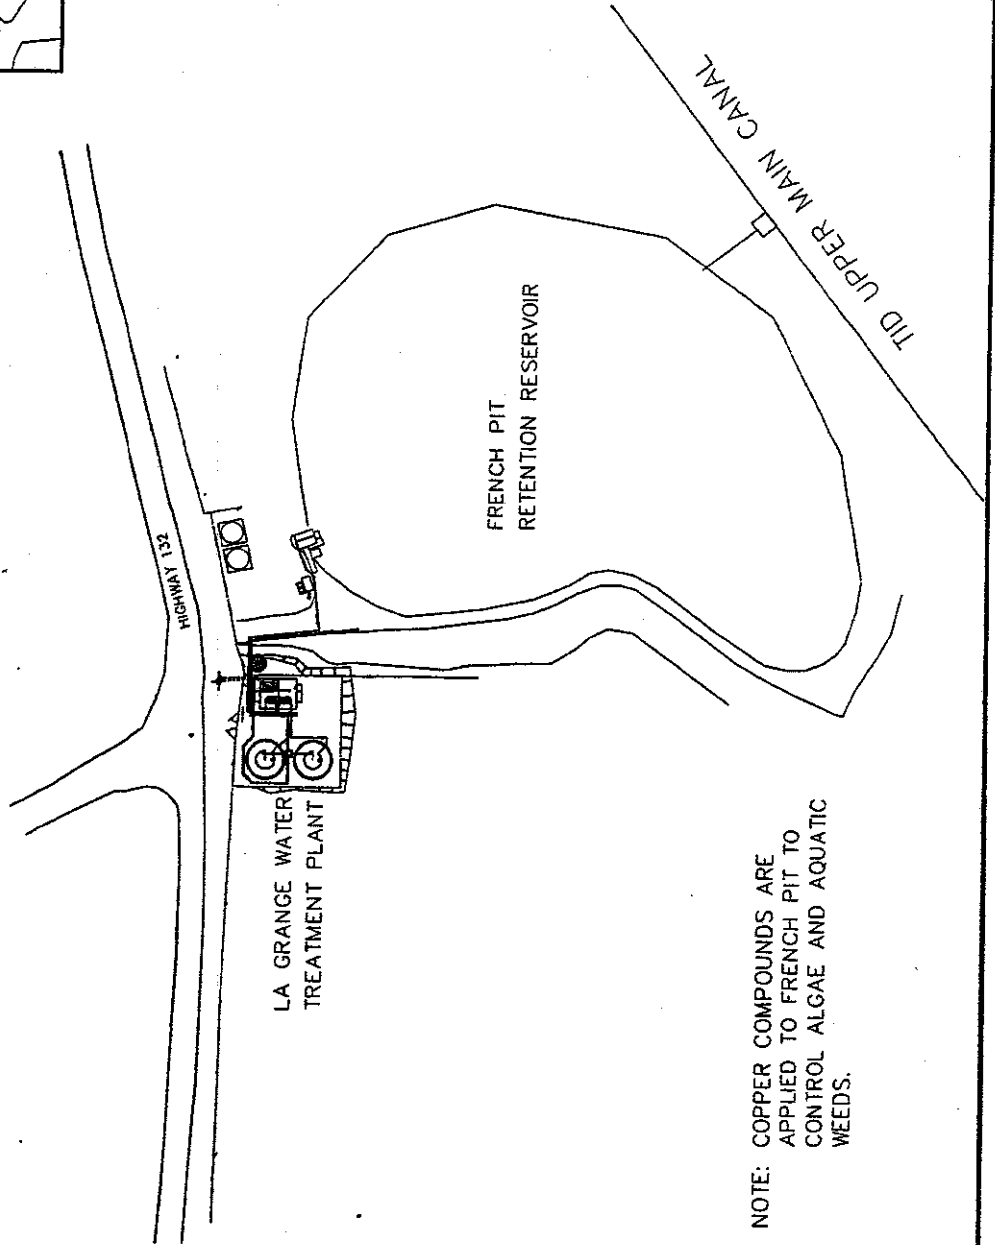 HIGHWAY 132
LA GRANGE WATER
TREATMENT PLANT
FRENCH PIT
RETENTION RESERVOIR
TID UPPER MAIN CANAL
NOTE: COPPER COMPOUNDS ARE
APPLIED TO FRENCH PIT TO
CONTROL ALGAE AND AQUATIC
WEEDS.